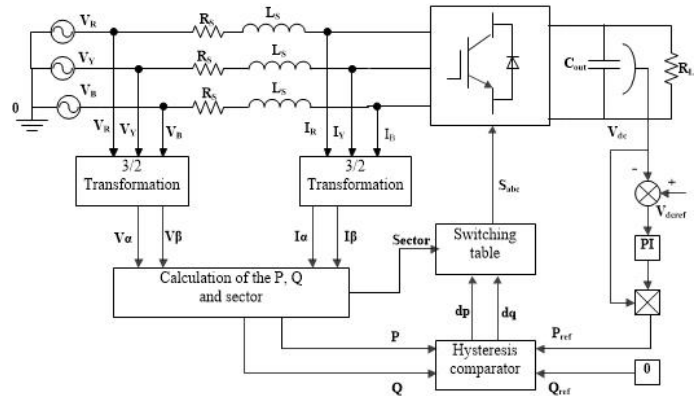 V_R
R_S
L_S
V_Y
R_S
L_S
C_out
R_L
0
V_B
R_S
L_S
V_R
V_Y
V_B
I_R
I_Y
I_B
V_dc
3/2
Transformation
3/2
Transformation
S_abc
-
+
V_dcref
Vα
Vβ
Iα
Iβ
Sector
Switching
table
PI
Calculation of the P, Q
and sector
dp
dq
P
Hysteresis
comparator
P_ref
0
Q
Q_ref